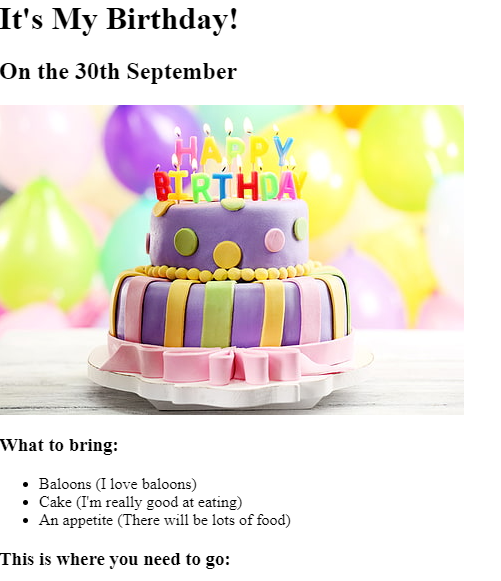 It's My Birthday!
On the 30th September
HAPPY
BIRTHDAY
What to bring:
Baloons (I love baloons)
Cake (I'm really good at eating)
An appetite (There will be lots of food)
This is where you need to go: